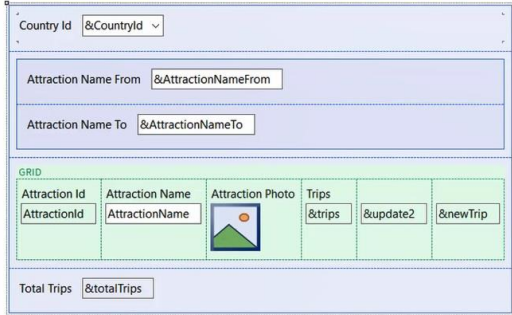 Country Id &CountryId
Attraction Name From &AttractionNameFrom
Attraction Name To &AttractionNameTo
GRID
Attraction Id Attraction Name Attraction Photo Trips
AttractionId AttractionName &trips &update2 &newTrip
Total Trips &totalTrips